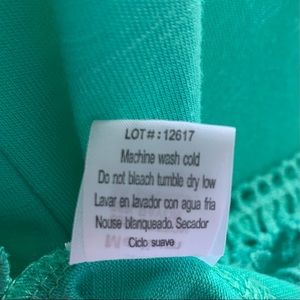 LOT#: 12617
Machine wash cold
Do not bleach tumble dry low
Lavar en lavador con agua fria
Nouse blanqueado. Secador
Ciclo suave